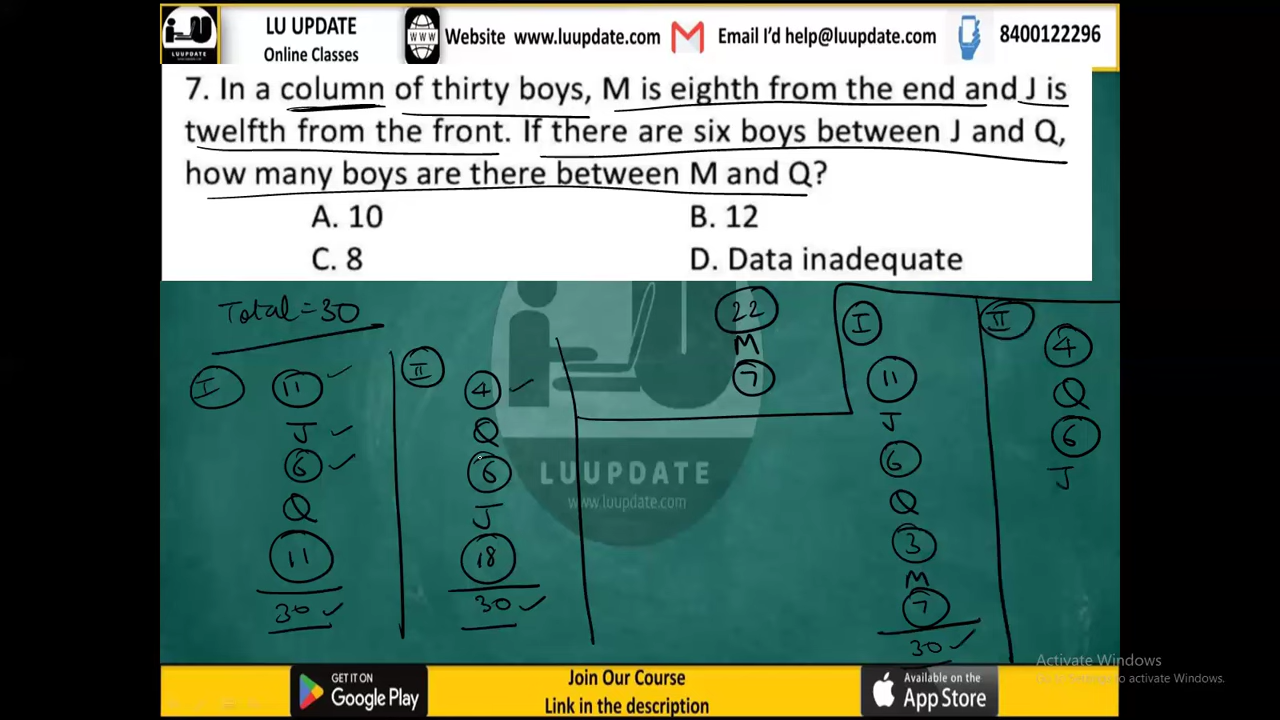 LU UPDATE
Online Classes
LUUPDATE
WWW
Website www.luupdate.com
Email I'd help@luupdate.com
8400122296
7. In a column of thirty boys, M is eighth from the end and J is
twelfth from the front. If there are six boys between J and Q,
how many boys are there between M and Q?
A. 10
B. 12
C. 8
D. Data inadequate
Total=30
I
11
J
6
Q
11
30
II
4
Q
6
J
18
30
22
M
7
I
11
J
6
Q
3
M
7
30
II
4
Q
6
J
LUUPDATE
www.luupdate.com
Activate Windows
GET IT ON
Google Play
Join Our Course
Link in the description
Available on the
App Store